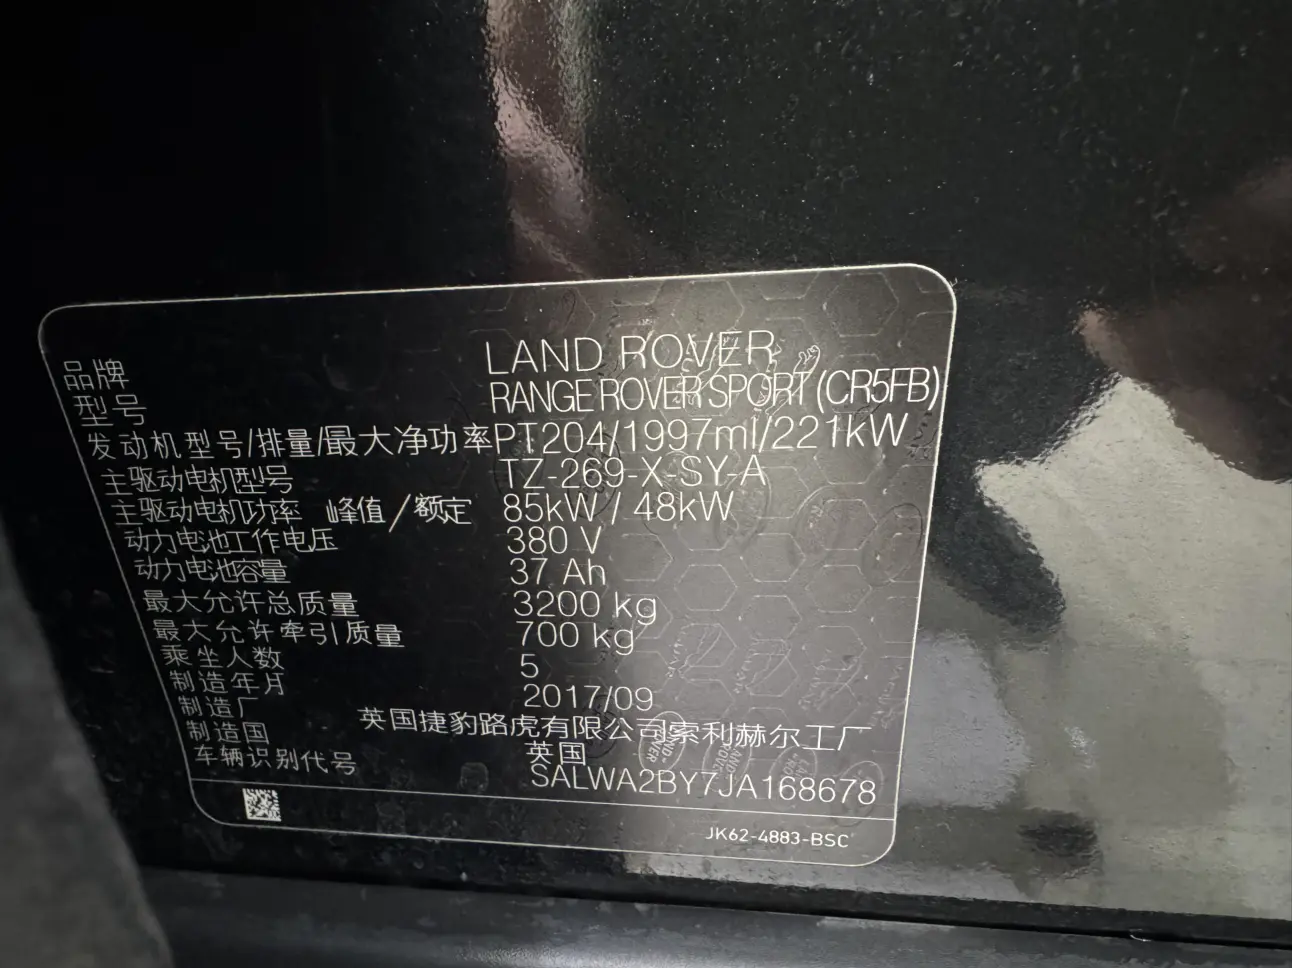 品牌 LAND ROVER
型号 RANGE ROVER SPORT (CR5FB)
发动机型号/排量/最大净功率 PT204/1997ml/221kW
主驱动电机型号 TZ-269-X-SY-A
主驱动电机功率 峰值/额定 85kW / 48kW
动力电池工作电压 380 V
动力电池容量 37 Ah
最大允许总质量 3200 kg
最大允许牵引质量 700 kg
乘坐人数 5
制造年月 2017/09
制造厂 英国捷豹路虎有限公司索利赫尔工厂
制造国 英国
车辆识别代号 SALWA2BY7JA168678
JK62-4883-BSC